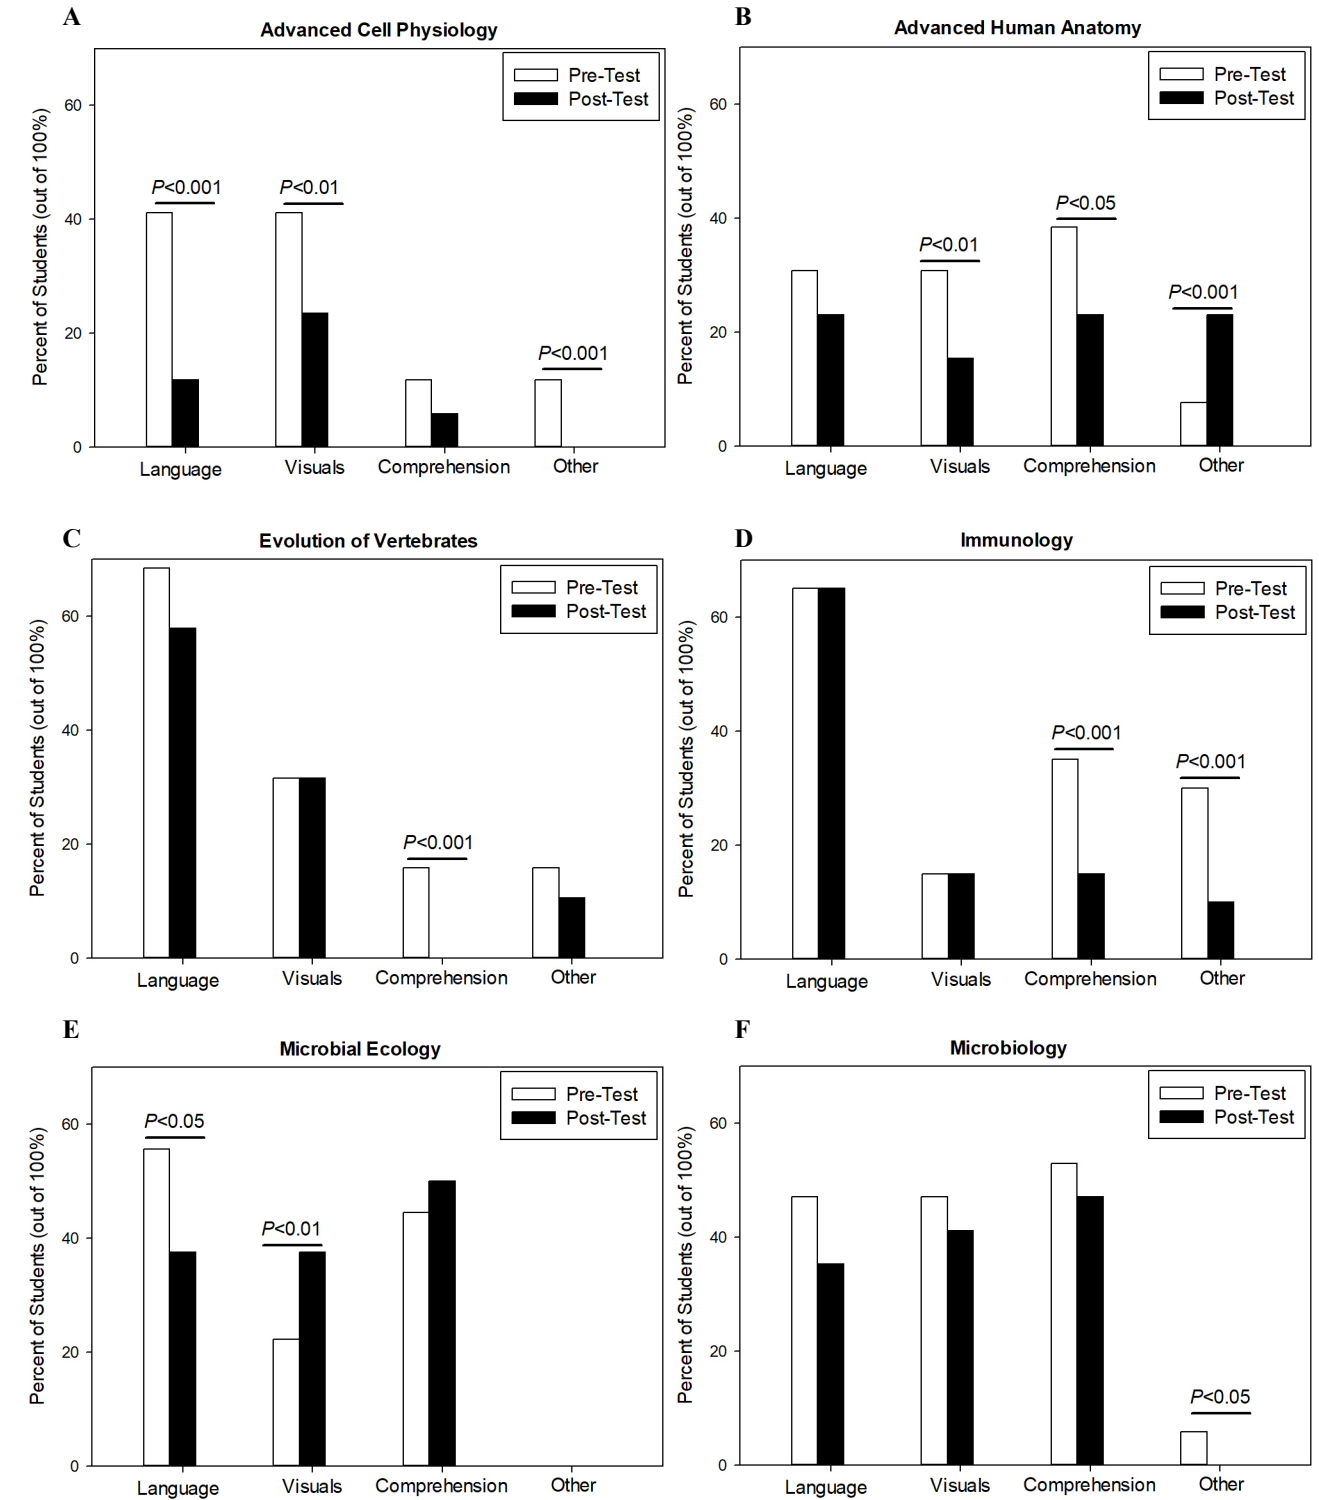 A
Advanced Cell Physiology
Pre-Test
Post-Test
Percent of Students (out of 100%)
60
40
20
0
P<0.001
P<0.01
P<0.001
Language
Visuals
Comprehension
Other
B
Advanced Human Anatomy
Pre-Test
Post-Test
Percent of Students (out of 100%)
60
40
20
0
P<0.01
P<0.05
P<0.001
Language
Visuals
Comprehension
Other
C
Evolution of Vertebrates
Pre-Test
Post-Test
Percent of Students (out of 100%)
60
40
20
0
P<0.001
Language
Visuals
Comprehension
Other
D
Immunology
Pre-Test
Post-Test
Percent of Students (out of 100%)
60
40
20
0
P<0.001
P<0.001
Language
Visuals
Comprehension
Other
E
Microbial Ecology
Pre-Test
Post-Test
Percent of Students (out of 100%)
60
40
20
0
P<0.05
P<0.01
Language
Visuals
Comprehension
Other
F
Microbiology
Pre-Test
Post-Test
Percent of Students (out of 100%)
60
40
20
0
P<0.05
Language
Visuals
Comprehension
Other